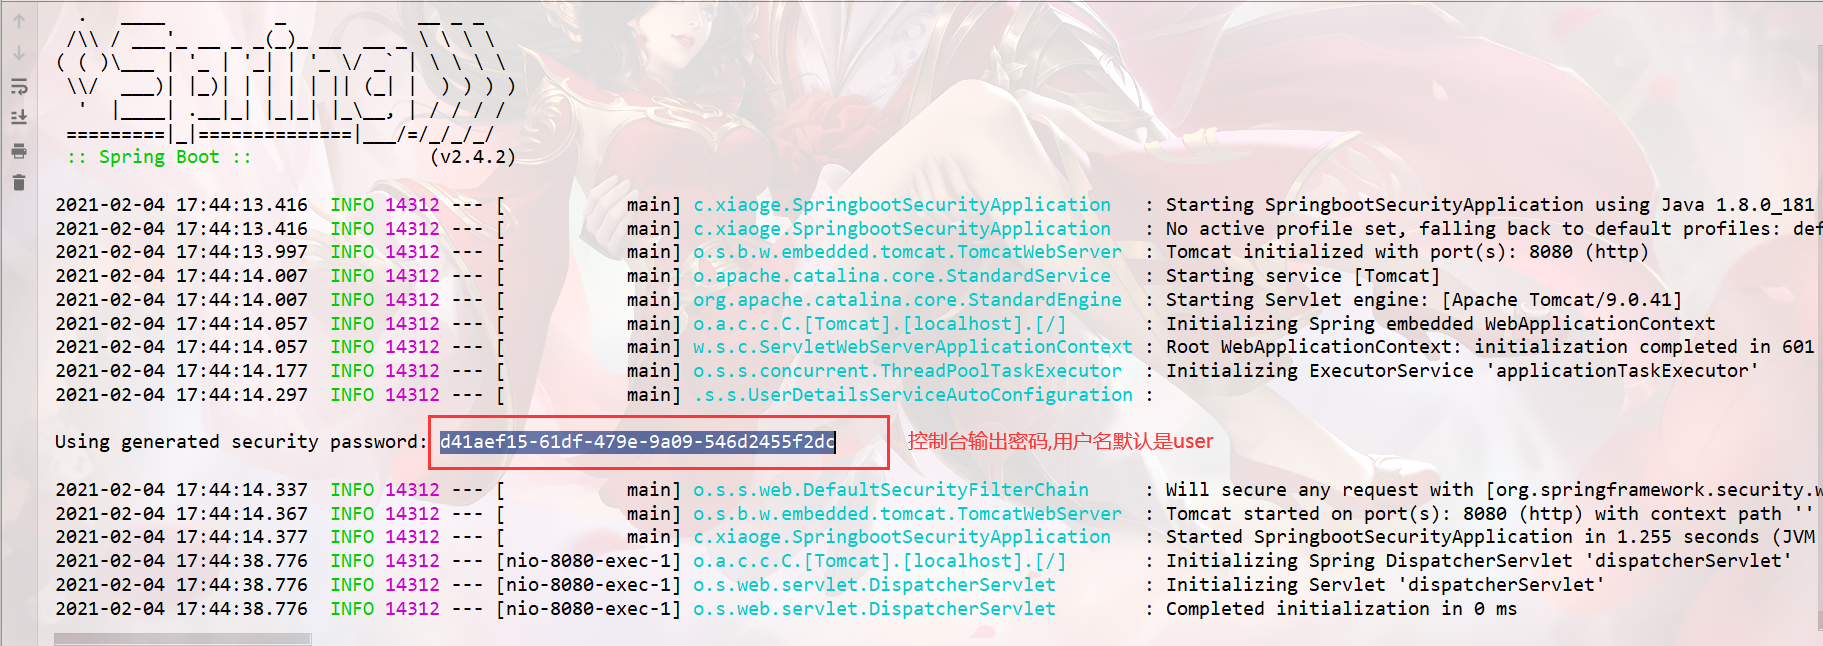 .   ____          _            __ _ _
 /\\ / ___'_ __ _ _(_)_ __  __ _ \ \ \ \
( ( )\___ | '_ | '_| | '_ \/ _` | \ \ \ \
 \\/  ___)| |_)| | | | | || (_| |  ) ) ) )
  '  |____| .__|_| |_|_| |_\__, | / / / /
 =========|_|==============|___/=/_/_/_/
 :: Spring Boot ::                (v2.4.2)
2021-02-04 17:44:13.416  INFO 14312 --- [           main] c.xiaoge.SpringbootSecurityApplication   : Starting SpringbootSecurityApplication using Java 1.8.0_181
2021-02-04 17:44:13.416  INFO 14312 --- [           main] c.xiaoge.SpringbootSecurityApplication   : No active profile set, falling back to default profiles: def
2021-02-04 17:44:13.997  INFO 14312 --- [           main] o.s.b.w.embedded.tomcat.TomcatWebServer  : Tomcat initialized with port(s): 8080 (http)
2021-02-04 17:44:14.007  INFO 14312 --- [           main] o.apache.catalina.core.StandardService   : Starting service [Tomcat]
2021-02-04 17:44:14.007  INFO 14312 --- [           main] org.apache.catalina.core.StandardEngine  : Starting Servlet engine: [Apache Tomcat/9.0.41]
2021-02-04 17:44:14.057  INFO 14312 --- [           main] o.a.c.c.C.[Tomcat].[localhost].[/]       : Initializing Spring embedded WebApplicationContext
2021-02-04 17:44:14.057  INFO 14312 --- [           main] w.s.c.ServletWebServerApplicationContext : Root WebApplicationContext: initialization completed in 601
2021-02-04 17:44:14.177  INFO 14312 --- [           main] o.s.s.concurrent.ThreadPoolTaskExecutor  : Initializing ExecutorService 'applicationTaskExecutor'
2021-02-04 17:44:14.297  INFO 14312 --- [           main] .s.s.UserDetailsServiceAutoConfiguration :
Using generated security password: d41aef15-61df-479e-9a09-546d2455f2dc 控制台输出密码,用户名默认是user
2021-02-04 17:44:14.337  INFO 14312 --- [           main] o.s.s.web.DefaultSecurityFilterChain     : Will secure any request with [org.springframework.security.w
2021-02-04 17:44:14.367  INFO 14312 --- [           main] o.s.b.w.embedded.tomcat.TomcatWebServer  : Tomcat started on port(s): 8080 (http) with context path ''
2021-02-04 17:44:14.377  INFO 14312 --- [           main] c.xiaoge.SpringbootSecurityApplication   : Started SpringbootSecurityApplication in 1.255 seconds (JVM
2021-02-04 17:44:38.776  INFO 14312 --- [nio-8080-exec-1] o.a.c.c.C.[Tomcat].[localhost].[/]       : Initializing Spring DispatcherServlet 'dispatcherServlet'
2021-02-04 17:44:38.776  INFO 14312 --- [nio-8080-exec-1] o.s.web.servlet.DispatcherServlet        : Initializing Servlet 'dispatcherServlet'
2021-02-04 17:44:38.776  INFO 14312 --- [nio-8080-exec-1] o.s.web.servlet.DispatcherServlet        : Completed initialization in 0 ms